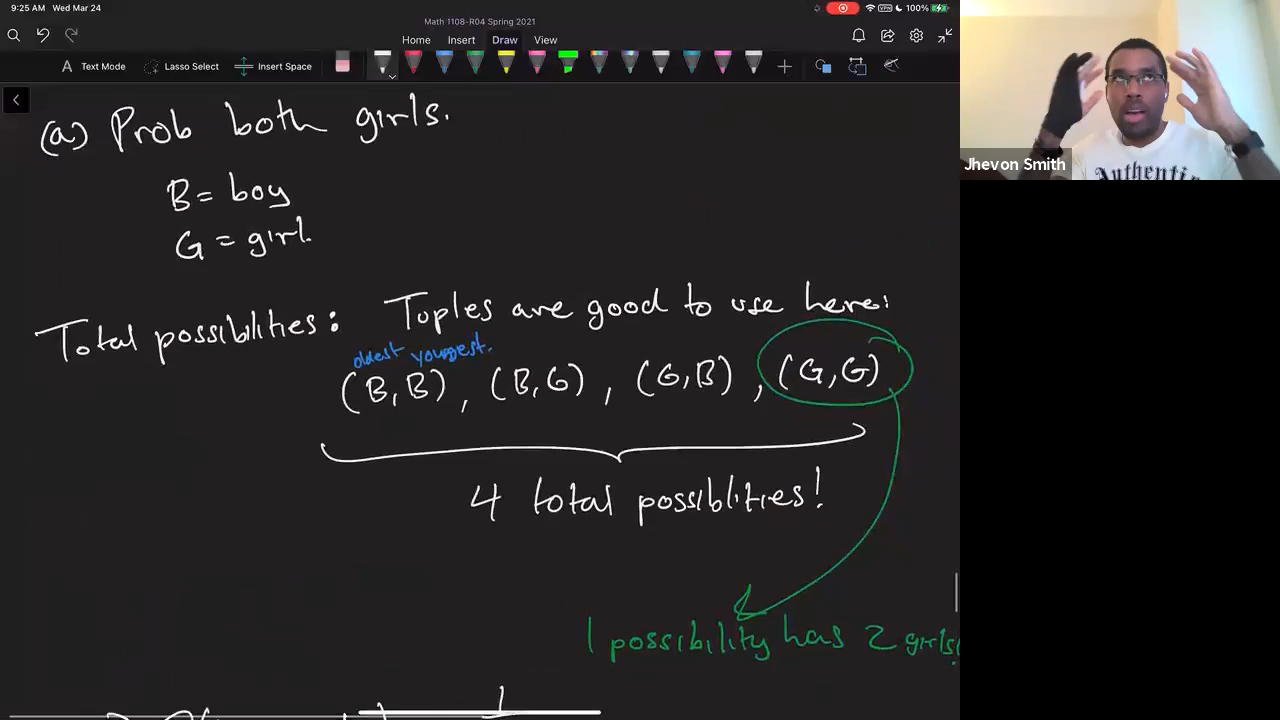 9:25 AM Wed Mar 24
100%
Math 1108-R04 Spring 2021
Home Insert Draw View
Text Mode Lasso Select Insert Space
(a) Prob both girls.
B = boy
G = girl.
Total possibilities: Tuples are good to use here:
oldest youngest.
(B,B), (B,G), (G,B), (G,G)
4 total possiblities!
1 possibility has 2 girls!
Jhevon Smith
Authentic